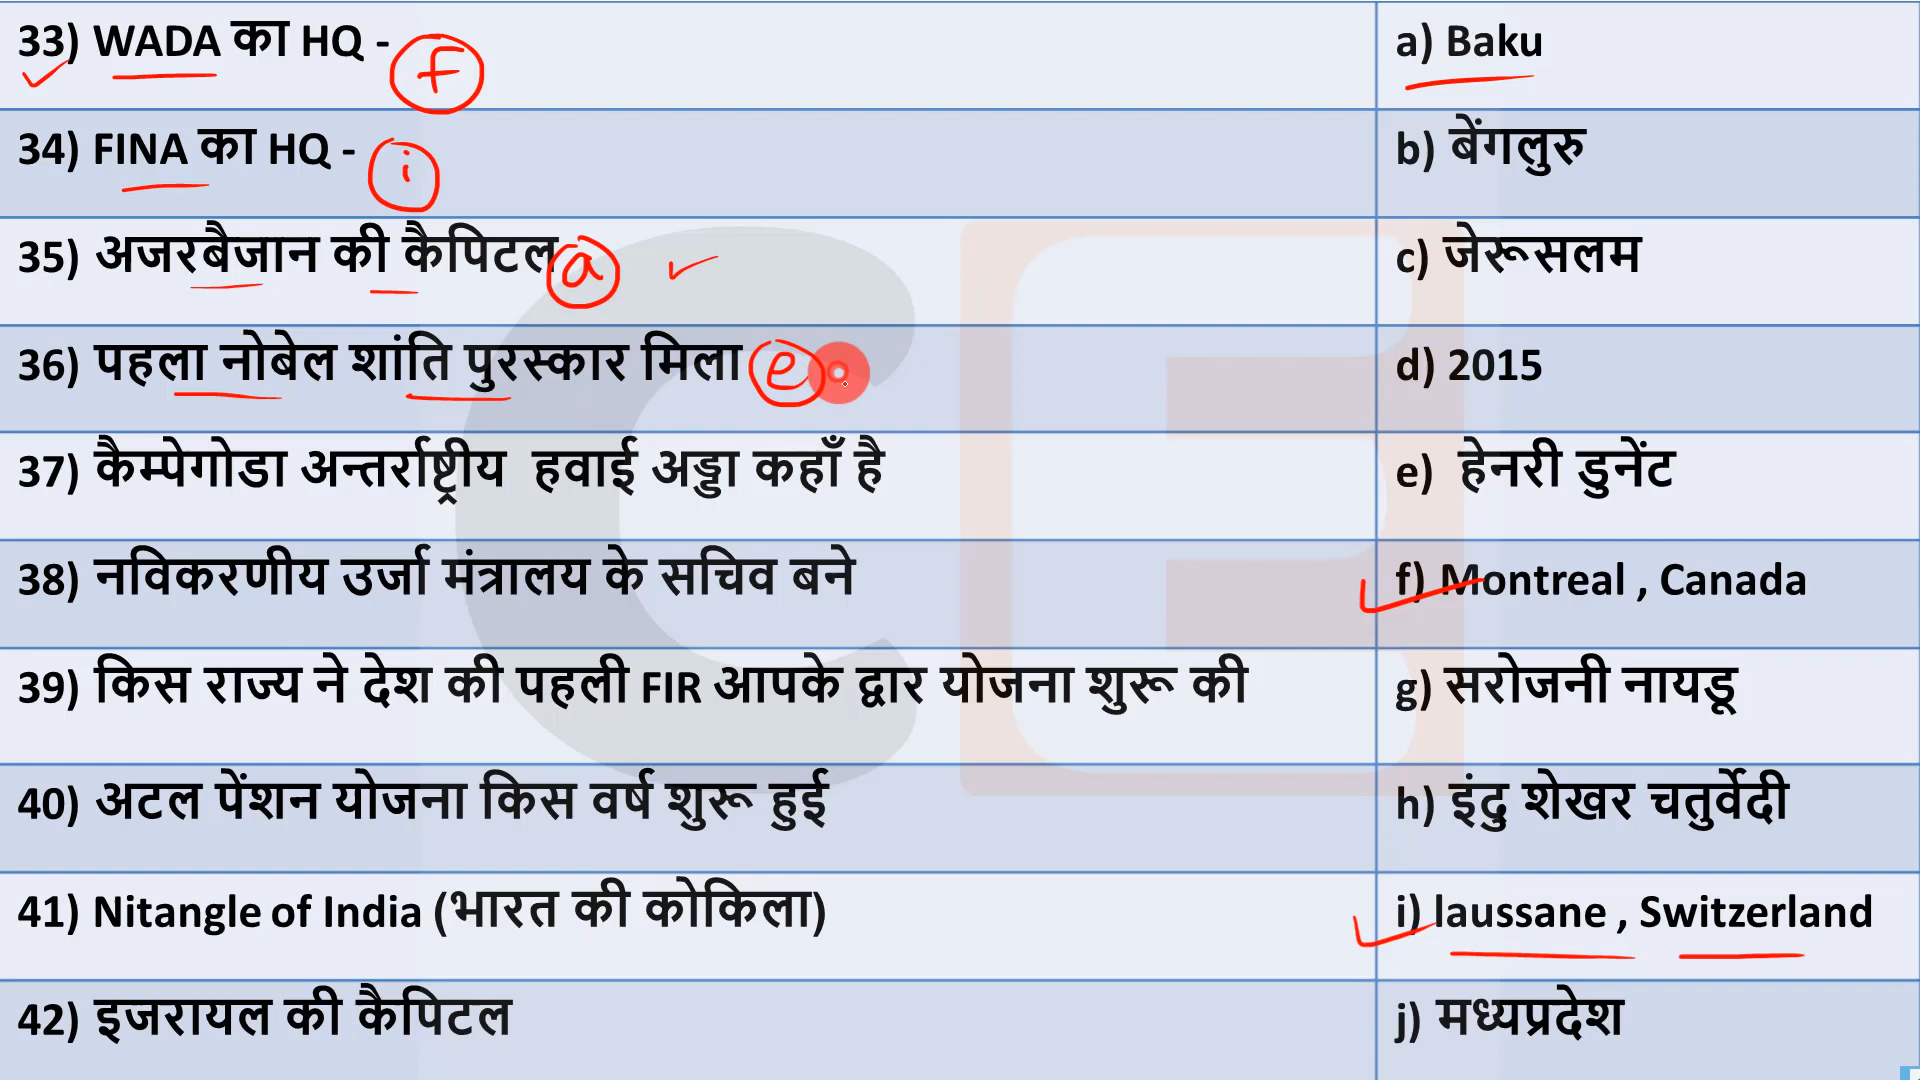 33) WADA का HQ - f
a) Baku
34) FINA का HQ - i
b) बेंगलुरु
35) अजरबैजान की कैपिटल a
c) जेरूसलम
36) पहला नोबेल शांति पुरस्कार मिला e
d) 2015
37) कैम्पेगोडा अन्तर्राष्ट्रीय हवाई अड्डा कहाँ है
e) हेनरी डुनेंट
38) नविकरणीय उर्जा मंत्रालय के सचिव बने
f) Montreal , Canada
39) किस राज्य ने देश की पहली FIR आपके द्वार योजना शुरू की
g) सरोजनी नायडू
40) अटल पेंशन योजना किस वर्ष शुरू हुई
h) इंदु शेखर चतुर्वेदी
41) Nitangle of India (भारत की कोकिला)
i) laussane , Switzerland
42) इजरायल की कैपिटल
j) मध्यप्रदेश